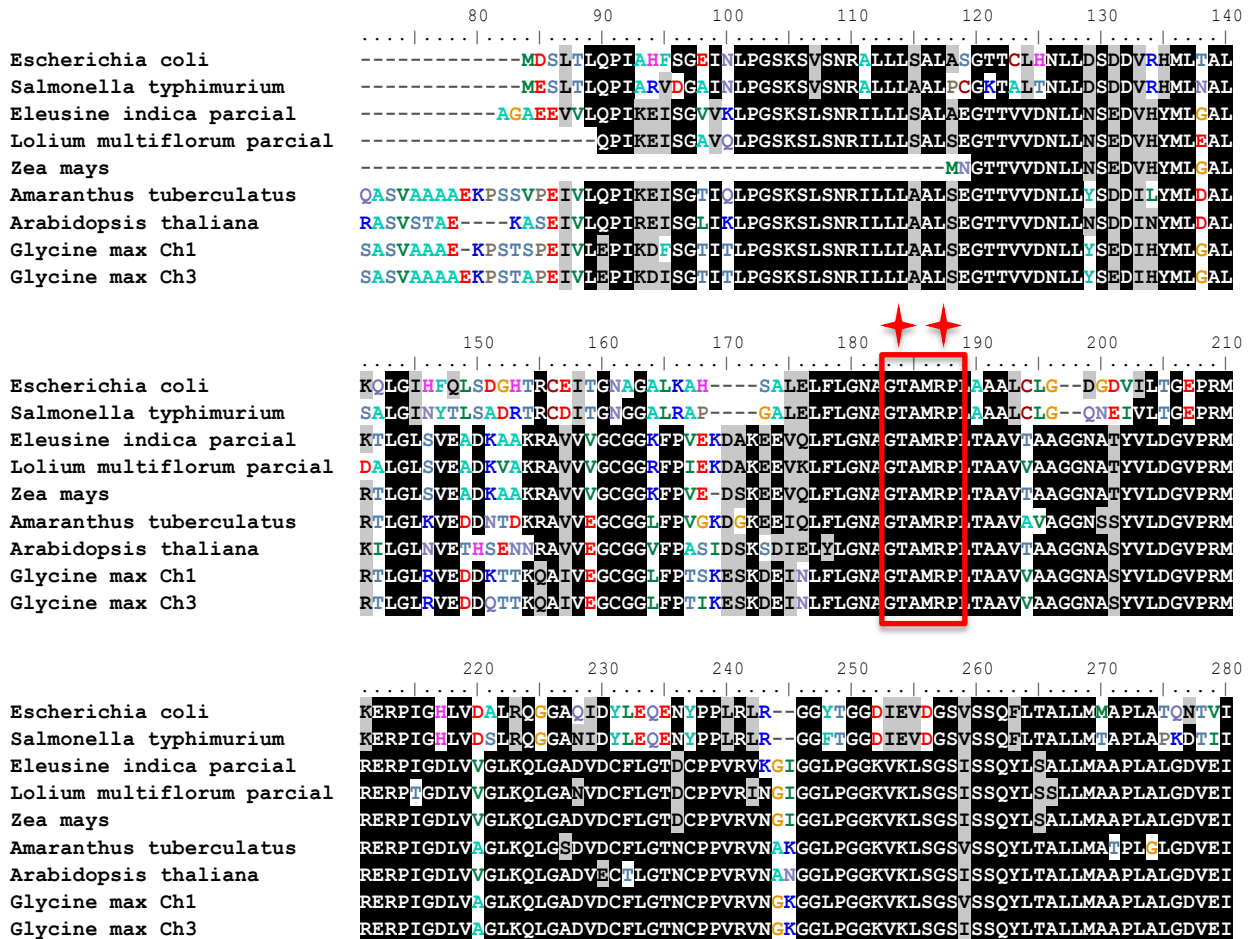 80 90 100 110 120 130 140
....|....|....|....|....|....|....|....|....|....|....|....|....|....|
Escherichia coli -------------MDSLTLQPIAHFSGEINLPGSKSVSNRALLLSALASGTTCLHNLLDSDDVRHMLTAL
Salmonella typhimurium -------------MESLTLQPIARVDGAINLPGSKSVSNRALLLAALPCGKTALTNLLDSDDVRHMLNAL
Eleusine indica parcial -----------AGAEEVVLQPIKEISGVVKLPGSKSLSNRILLLSALAEGTTVVDNLLNSEDVHYMLGAL
Lolium multiflorum parcial -------------------QPIKEISGAVQLPGSKSLSNRILLLSALSEGTTVVDNLLNSEDVHYMLEAL
Zea mays -----------------------------------------------MNGTTVVDNLLNSEDVHYMLGAL
Amaranthus tuberculatus QASVAAAAEKPSSVPEIVLQPIKEISGTIQLPGSKSLSNRILLLAALSEGTTVVDNLLYSDDILYMLDAL
Arabidopsis thaliana RASVSTAE----KASEIVLQPIREISGLIKLPGSKSLSNRILLLAALSEGTTVVDNLLNSDDINYMLDAL
Glycine max Ch1 SASVAAAE-KPSTSPEIVLEPIKDFSGTITLPGSKSLSNRILLLAALSEGTTVVDNLLYSEDIHYMLGAL
Glycine max Ch3 SASVAAAAEKPSTAPEIVLEPIKDISGTITLPGSKSLSNRILLLAALSEGTTVVDNLLYSEDIHYMLGAL
150 160 170 180 190 200 210
....|....|....|....|....|....|....|....|....|....|....|....|....|....|
Escherichia coli KQLGIHFQLSDGHTRCEITGNAGALKAH----SALELFLGNAGTAMRPLAAALCLG--DGDVILTGEPRM
Salmonella typhimurium SALGINYTLSADRTRCDITGNGGALRAP----GALELFLGNAGTAMRPLAAALCLG--QNEIVLTGEPRM
Eleusine indica parcial KTLGLSVEADKAAKRAVVVGCGGKFPVEKDAKEEVQLFLGNAGTAMRPLTAAVTAAGGNATYVLDGVPRM
Lolium multiflorum parcial DALGLSVEADKVAKRAVVVGCGGRFPIEKDAKEEVKLFLGNAGTAMRPLTAAVVAAGGNATYVLDGVPRM
Zea mays RTLGLSVEADKAAKRAVVVGCGGKFPVE-DSKEEVQLFLGNAGTAMRPLTAAVTAAGGNATYVLDGVPRM
Amaranthus tuberculatus RTLGLKVEDDNTDKRAVVEGCGGLFPVGKDGKEEIQLFLGNAGTAMRPLTAAVAVAGGNSSYVLDGVPRM
Arabidopsis thaliana KILGLNVETHSENNRAVVEGCGGVFPASIDSKSDIELYLGNAGTAMRPLTAAVTAAGGNASYVLDGVPRM
Glycine max Ch1 RTLGLRVEDDKTTKQAIVEGCGGLFPTSKESKDEINLFLGNAGTAMRPLTAAVVAAGGNASYVLDGVPRM
Glycine max Ch3 RTLGLRVEDDQTTKQAIVEGCGGLFPTIKESKDEINLFLGNAGTAMRPLTAAVVAAGGNASYVLDGVPRM
220 230 240 250 260 270 280
....|....|....|....|....|....|....|....|....|....|....|....|....|....|
Escherichia coli KERPIGHLVDALRQGGAQIDYLEQENYPPLRLR--GGYTGGDIEVDGSVSSQFLTALLMMAPLATQNTVI
Salmonella typhimurium KERPIGHLVDSLRQGGANIDYLEQENYPPLRLR--GGFTGGDIEVDGSVSSQFLTALLMTAPLAPKDTII
Eleusine indica parcial RERPIGDLVVGLKQLGADVDCFLGTDCPPVRVKGIGGLPGGKVKLSGSISSQYLSALLMAAPLALGDVEI
Lolium multiflorum parcial RERPTGDLVVGLKQLGANVDCFLGTDCPPVRINGIGGLPGGKVKLSGSISSQYLSSLLMAAPLALGDVEI
Zea mays RERPIGDLVVGLKQLGADVDCFLGTDCPPVRVNGIGGLPGGKVKLSGSISSQYLSALLMAAPLALGDVEI
Amaranthus tuberculatus RERPIGDLVAGLKQLGSDVDCFLGTNCPPVRVNAKGGLPGGKVKLSGSVSSQYLTALLMATPLGLGDVEI
Arabidopsis thaliana RERPIGDLVVGLKQLGADVECTLGTNCPPVRVNANGGLPGGKVKLSGSISSQYLTALLMAAPLALGDVEI
Glycine max Ch1 RERPIGDLVAGLKQLGADVDCFLGTNCPPVRVNGKGGLPGGKVKLSGSVSSQYLTALLMAAPLALGDVEI
Glycine max Ch3 RERPIGDLVAGLKQLGADVDCFLGTNCPPVRVNGKGGLPGGKVKLSGSISSQYLTALLMAAPLALGDVEI